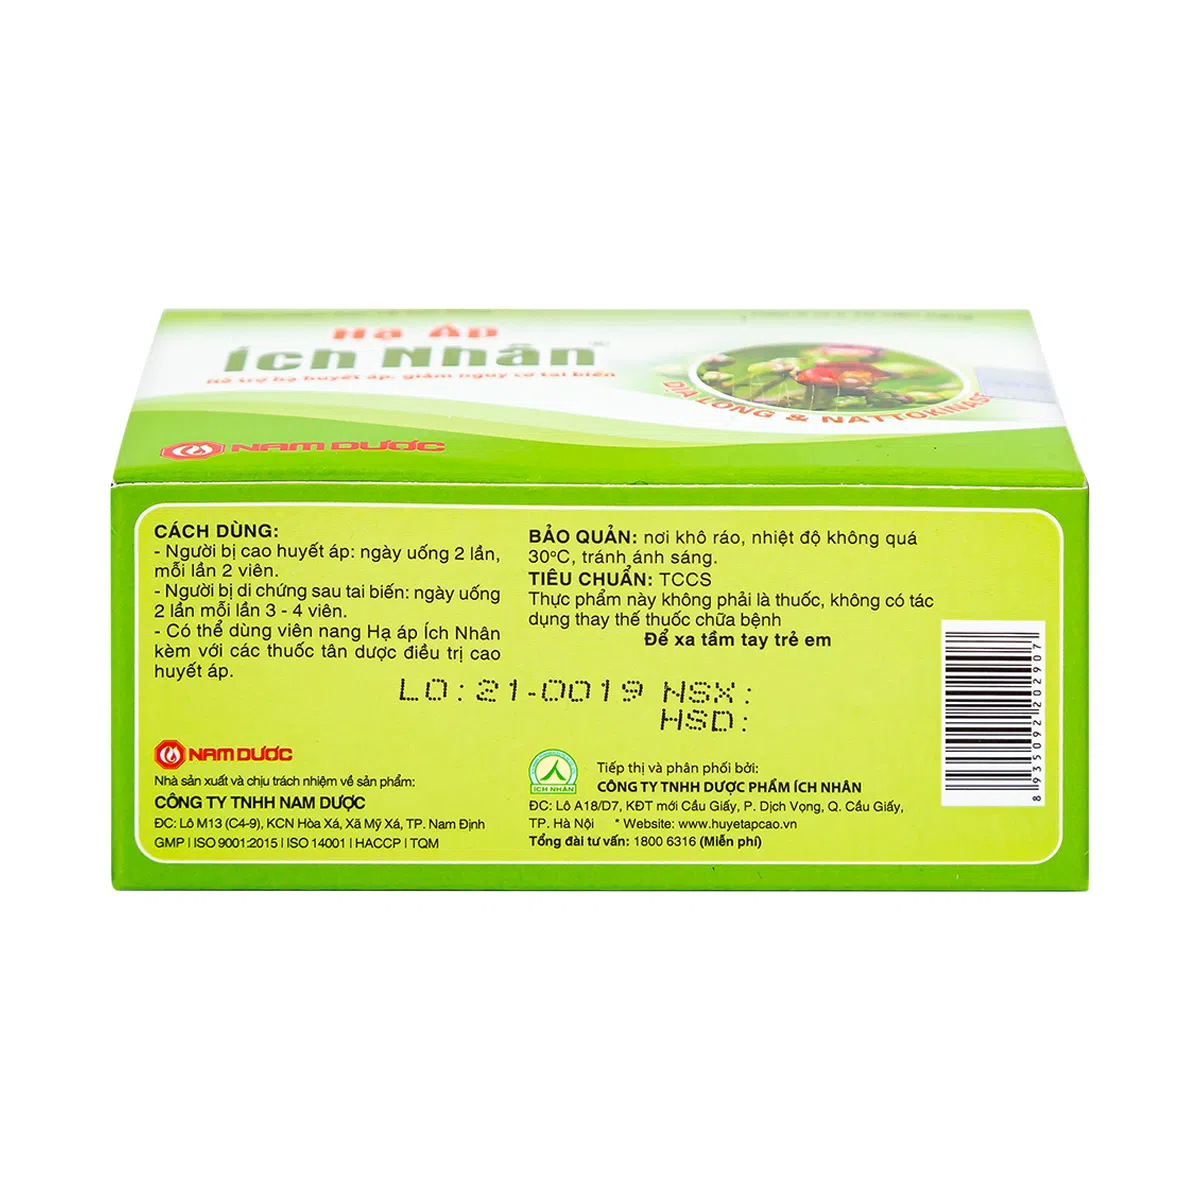 Hạ Áp
Ích Nhân®
Hỗ trợ hạ huyết áp, giảm nguy cơ tai biến
ĐỊA LONG & NATTOKINASE
NAM DƯỢC
CÁCH DÙNG:
- Người bị cao huyết áp: ngày uống 2 lần,
mỗi lần 2 viên.
- Người bị di chứng sau tai biến: ngày uống
2 lần mỗi lần 3 - 4 viên.
- Có thể dùng viên nang Hạ áp Ích Nhân
kèm với các thuốc tân dược điều trị cao
huyết áp.
BẢO QUẢN: nơi khô ráo, nhiệt độ không quá
30ºC, tránh ánh sáng.
TIÊU CHUẨN: TCCS
Thực phẩm này không phải là thuốc, không có tác
dụng thay thế thuốc chữa bệnh
Để xa tầm tay trẻ em
LO: 21-0019 NSX:
HSD:
8 935092 202907
NAM DƯỢC
Nhà sản xuất và chịu trách nhiệm về sản phẩm:
CÔNG TY TNHH NAM DƯỢC
ĐC: Lô M13 (C4-9), KCN Hòa Xá, Xã Mỹ Xá, TP. Nam Định
GMP | ISO 9001:2015 | ISO 14001 | HACCP | TQM
ÍCH NHÂN
Tiếp thị và phân phối bởi:
CÔNG TY TNHH DƯỢC PHẨM ÍCH NHÂN
ĐC: Lô A18/D7, KĐT mới Cầu Giấy, P. Dịch Vọng, Q. Cầu Giấy,
TP. Hà Nội * Website: www.huyetapcao.vn
Tổng đài tư vấn: 1800 6316 (Miễn phí)